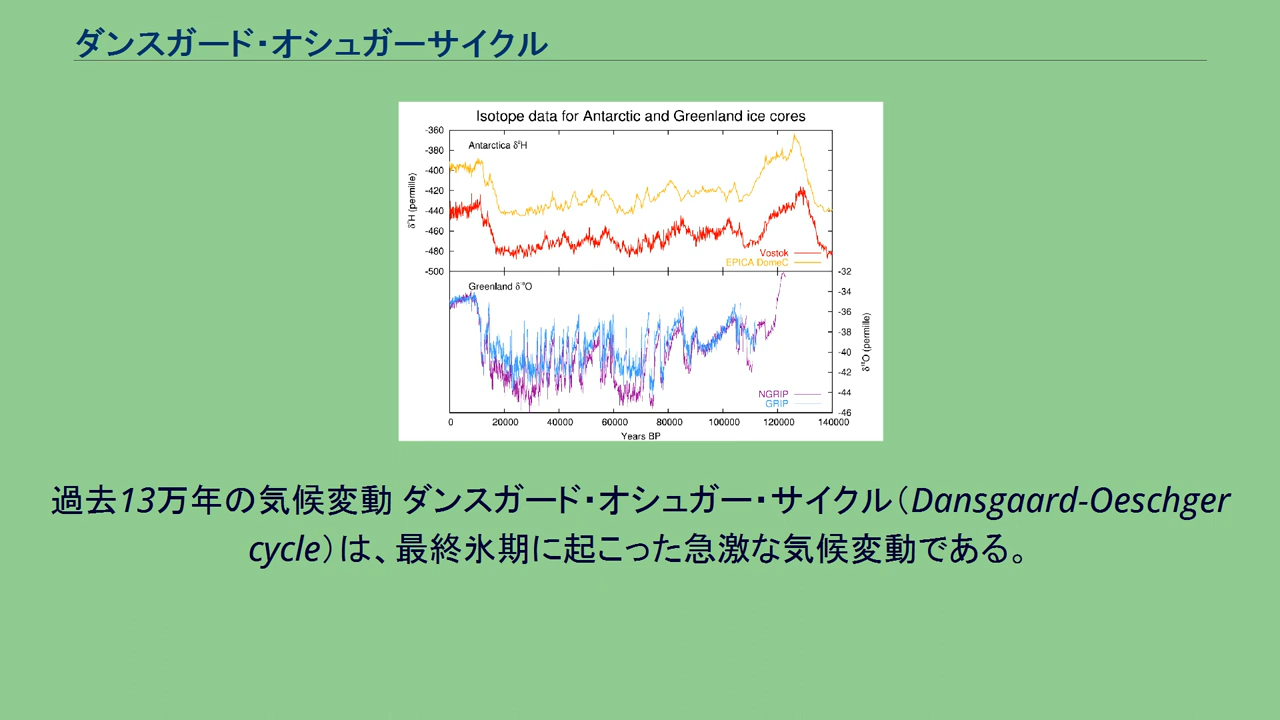 ダンスガード・オシュガーサイクル
Isotope data for Antarctic and Greenland ice cores
-360
-380
-400
-420
-440
-460
-480
-500
δ²H (permille)
Antarctica δ²H
Vostok
EPICA DomeC
Greenland δ¹⁸O
-32
-34
-36
-38
-40
-42
-44
-46
δ¹⁸O (permille)
NGRIP
GRIP
0 20000 40000 60000 80000 100000 120000 140000
Years BP
過去13万年の気候変動 ダンスガード・オシュガー・サイクル（Dansgaard-Oeschger
cycle）は、最終氷期に起こった急激な気候変動である。